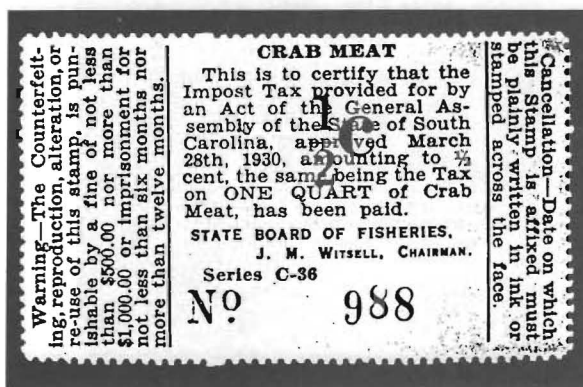 Warning—The Counterfeit-
ing, reproduction, alteration, or
re-use of this stamp, is pun-
ishable by a fine of not less
than $500.00 nor more than
$1,000.00 or imprisonment for
not less than six months nor
more than twelve months.
CRAB MEAT
This is to certify that the
Impost Tax provided for by
an Act of the General As-
sembly of the State of South
Carolina, approved March
28th, 1930, amounting to ½
cent, the same being the Tax
on ONE QUART of Crab
Meat, has been paid.
1
2 C
STATE BOARD OF FISHERIES.
J. M. WITSELL, CHAIRMAN.
Series C-36
No 988
Cancellation—Date on which
this Stamp is affixed must
be plainly written in ink or
stamped across the face.